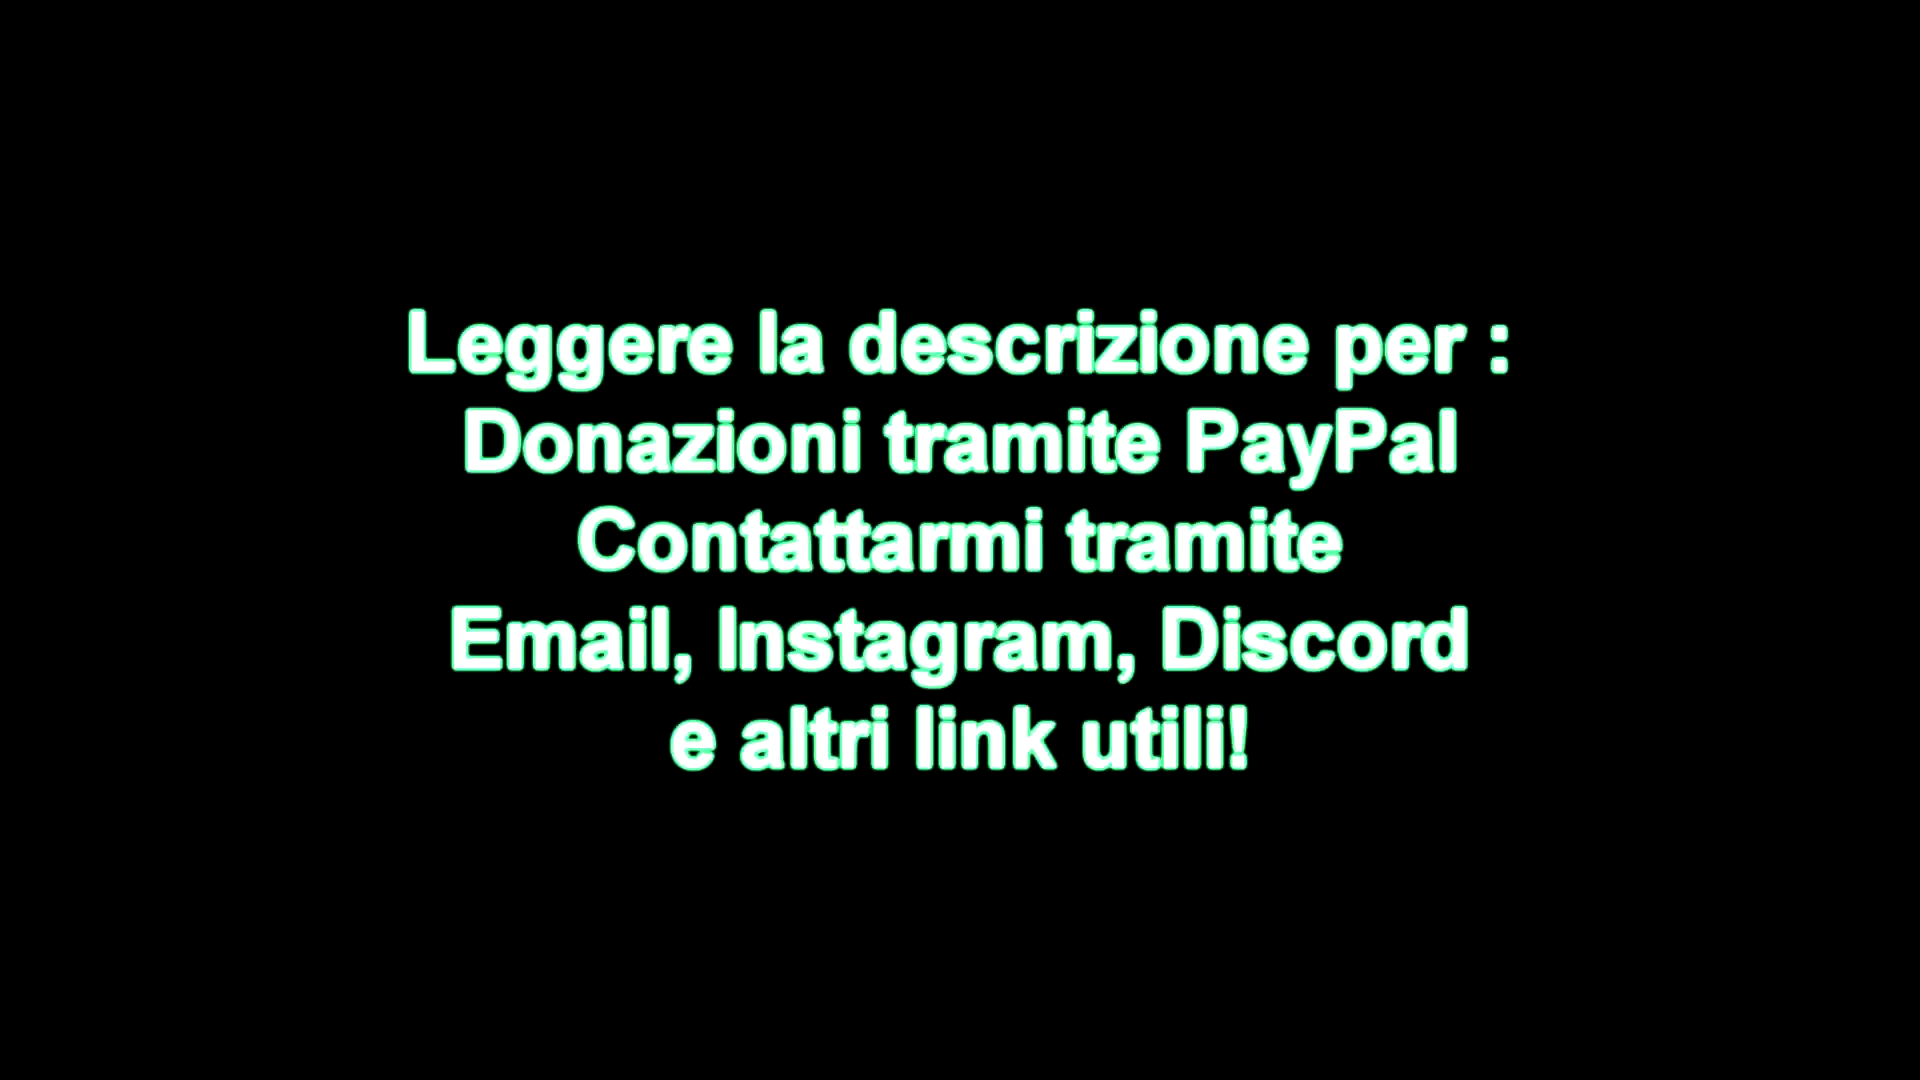 Leggere la descrizione per :
Donazioni tramite PayPal
Contattarmi tramite
Email, Instagram, Discord
e altri link utili!